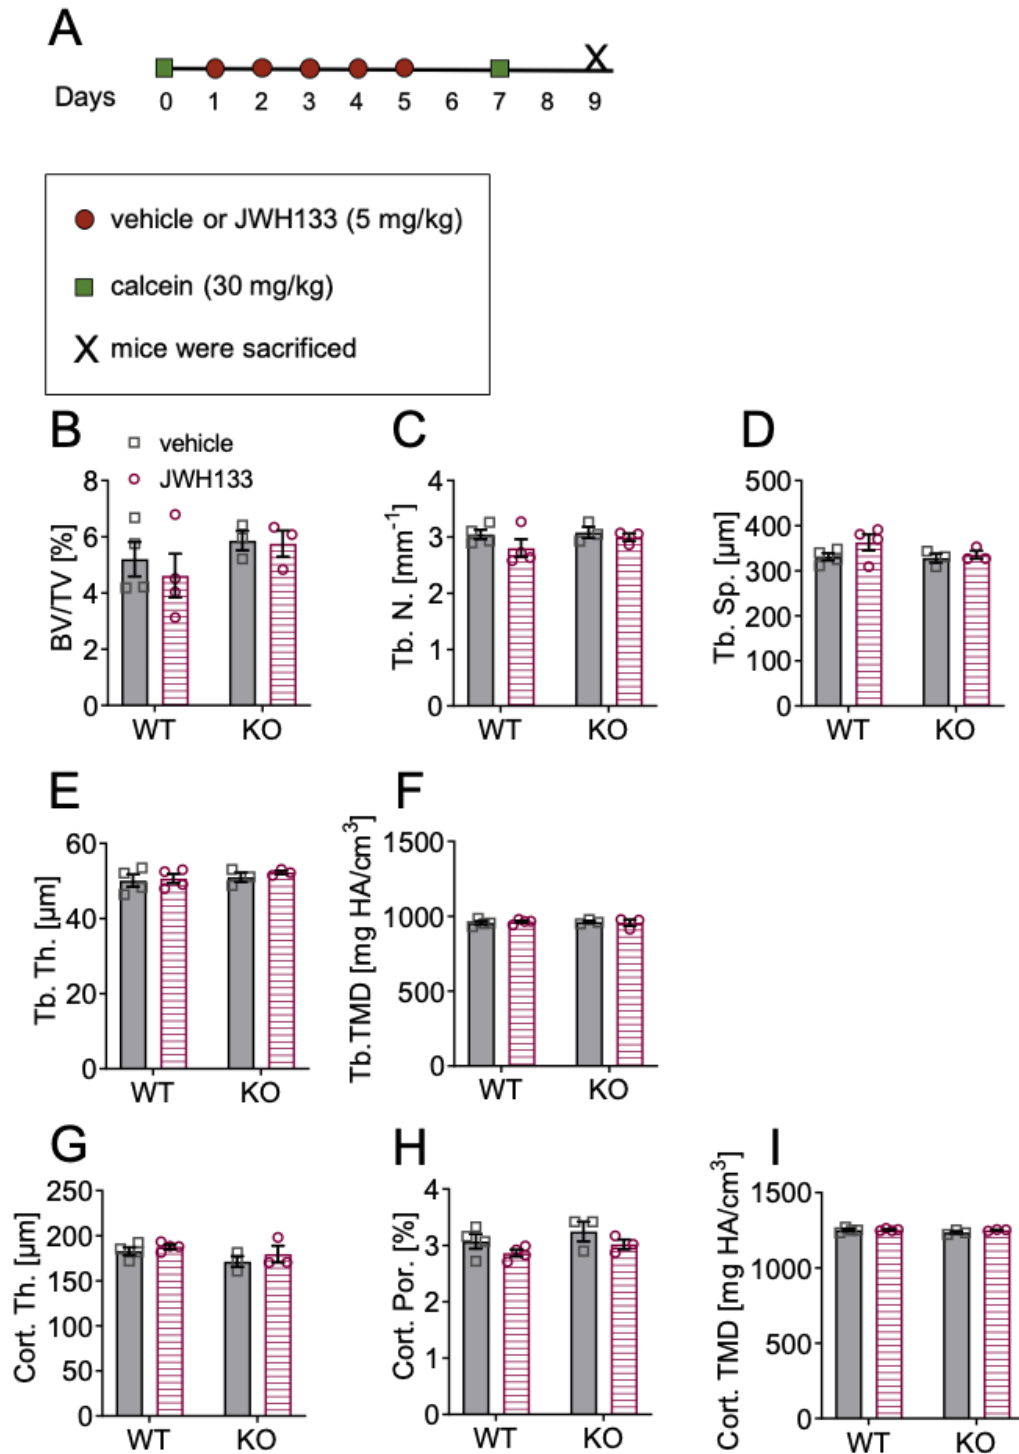 A
X
Days 0 1 2 3 4 5 6 7 8 9
vehicle or JWH133 (5 mg/kg)
calcein (30 mg/kg)
X mice were sacrificed
B
vehicle
JWH133
BV/TV [%]
8
6
4
2
0
WT KO
C
Tb. N. [mm⁻¹]
4
3
2
1
0
WT KO
D
Tb. Sp. [µm]
500
400
300
200
100
0
WT KO
E
Tb. Th. [µm]
60
40
20
0
WT KO
F
Tb.TMD [mg HA/cm³]
1500
1000
500
0
WT KO
G
Cort. Th. [µm]
250
200
150
100
50
0
WT KO
H
Cort. Por. [%]
4
3
2
1
0
WT KO
I
Cort. TMD [mg HA/cm³]
1500
1000
500
0
WT KO